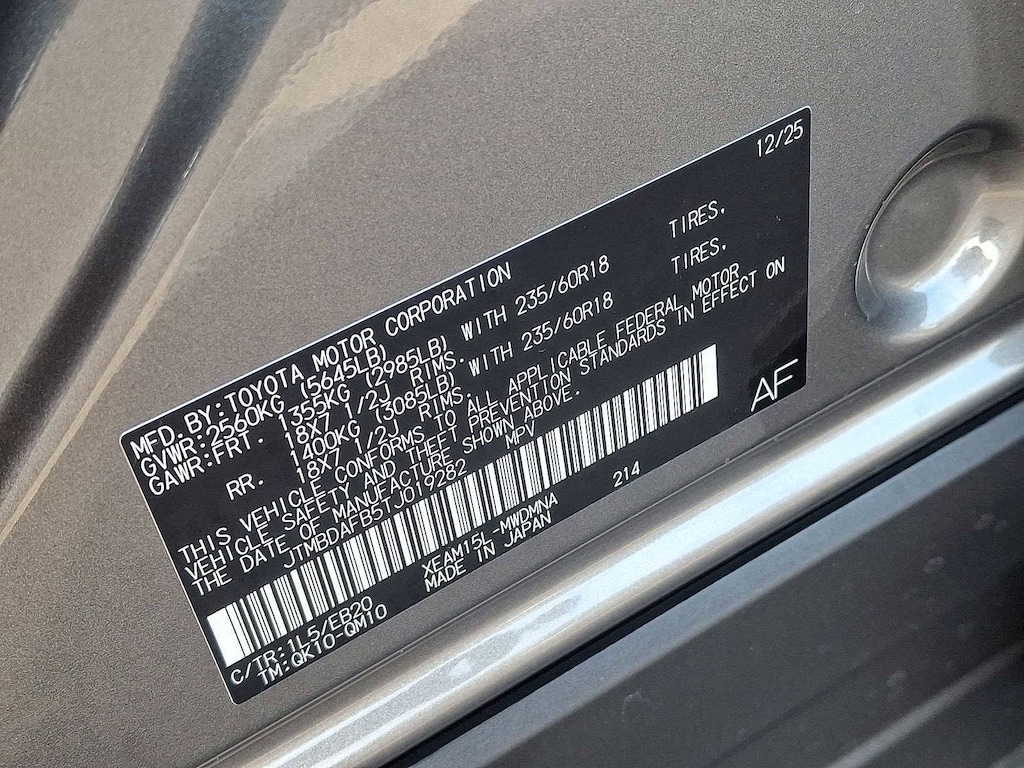 MFD. BY:TOYOTA MOTOR CORPORATION 12/25
GVWR:2560KG (5645LB)
GAWR:FRT. 1355KG (2985LB) WITH 235/60R18 TIRES,
18X7 1/2J RIMS.
RR. 1400KG (3085LB) WITH 235/60R18 TIRES,
18X7 1/2J RIMS.
THIS VEHICLE CONFORMS TO ALL APPLICABLE FEDERAL MOTOR
VEHICLE SAFETY AND THEFT PREVENTION STANDARDS IN EFFECT ON
THE DATE OF MANUFACTURE SHOWN ABOVE.
JTMBDAFB5TJ019282 MPV
AF
C/TR:1L5/EB20 XEAM15L-MWDMNA 214
TM:QK10-QM10 MADE IN JAPAN